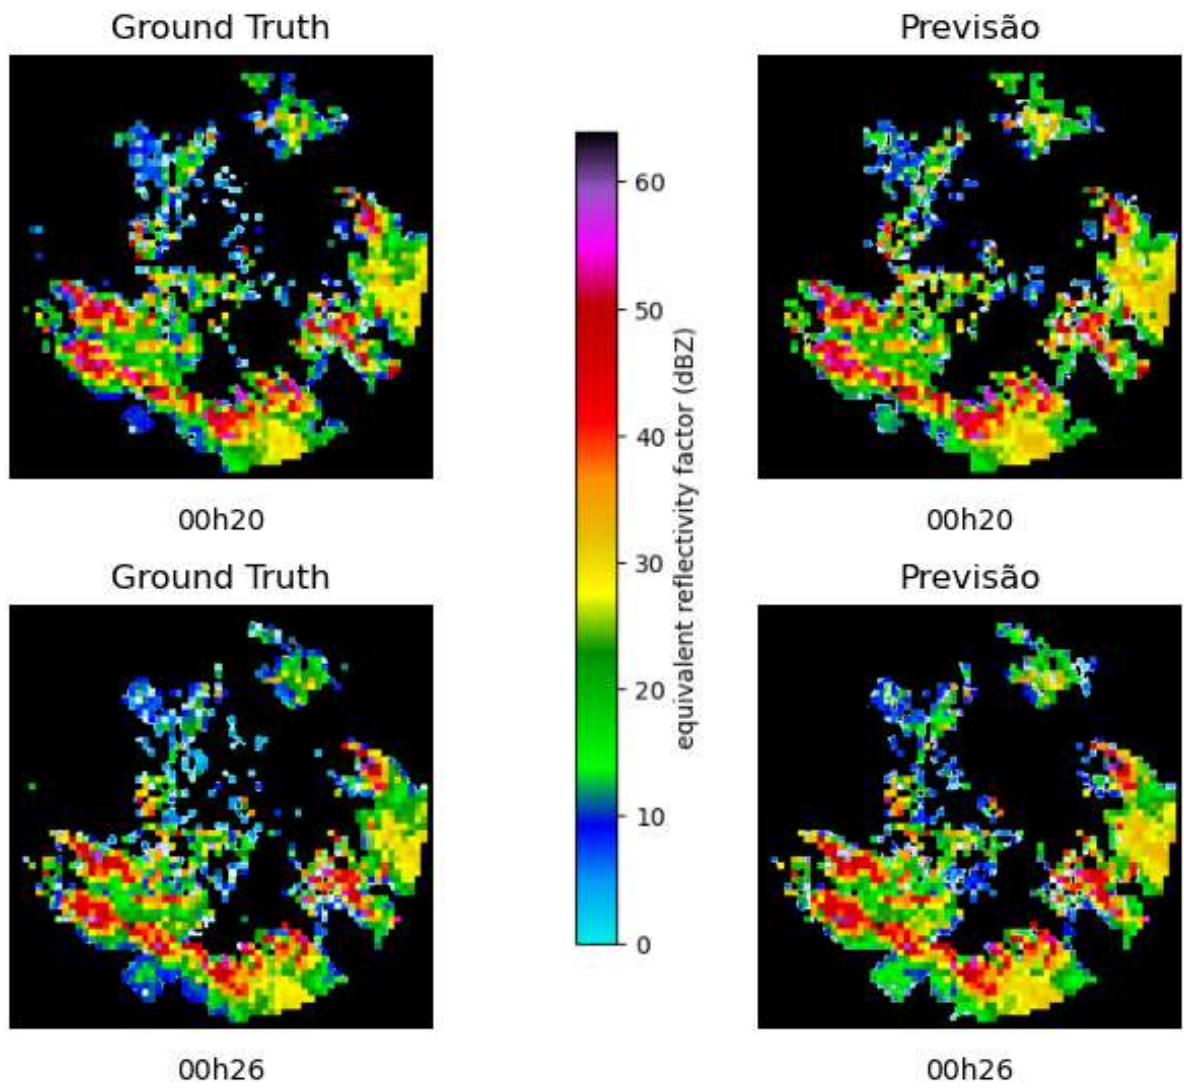 Ground Truth
Previsão
60
50
40
30
20
10
0
equivalent reflectivity factor (dBZ)
00h20
00h20
Ground Truth
Previsão
00h26
00h26